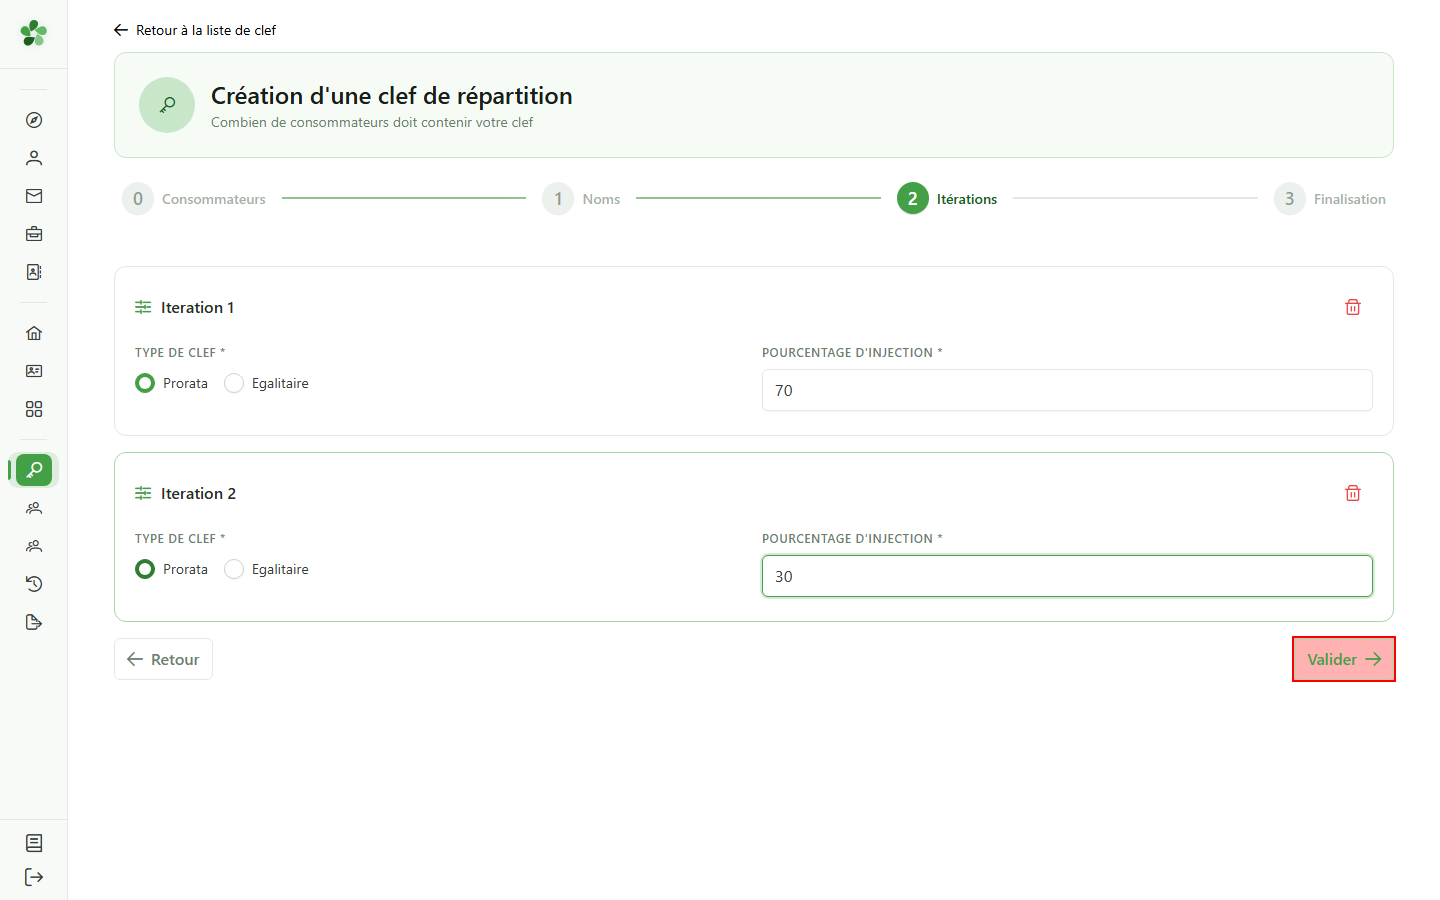 Retour à la liste de clef
Création d'une clef de répartition
Combien de consommateurs doit contenir votre clef
0 Consommateurs 1 Noms 2 Itérations 3 Finalisation
Iteration 1
TYPE DE CLEF * POURCENTAGE D'INJECTION *
Prorata Egalitaire 70
Iteration 2
TYPE DE CLEF * POURCENTAGE D'INJECTION *
Prorata Egalitaire 30
Retour Valider